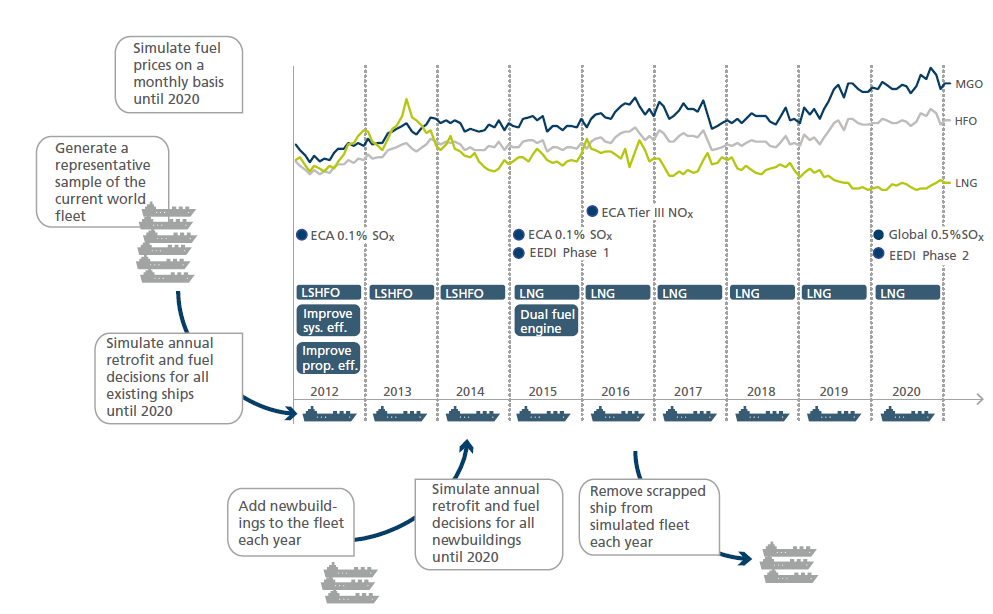 Simulate fuel
prices on a
monthly basis
until 2020
Generate a
representative
sample of the
current world
fleet
MGO
HFO
LNG
ECA Tier III NOx
ECA 0.1% SOx
ECA 0.1% SOx
EEDI Phase 1
Global 0.5%SOx
EEDI Phase 2
LSHFO
LSHFO
LSHFO
LNG
LNG
LNG
LNG
LNG
LNG
Improve
sys. eff.
Dual fuel
engine
Improve
prop. eff.
Simulate annual
retrofit and fuel
decisions for all
existing ships
until 2020
2012
2013
2014
2015
2016
2017
2018
2019
2020
Add newbuild-
ings to the fleet
each year
Simulate annual
retrofit and fuel
decisions for all
newbuildings
until 2020
Remove scrapped
ship from
simulated fleet
each year